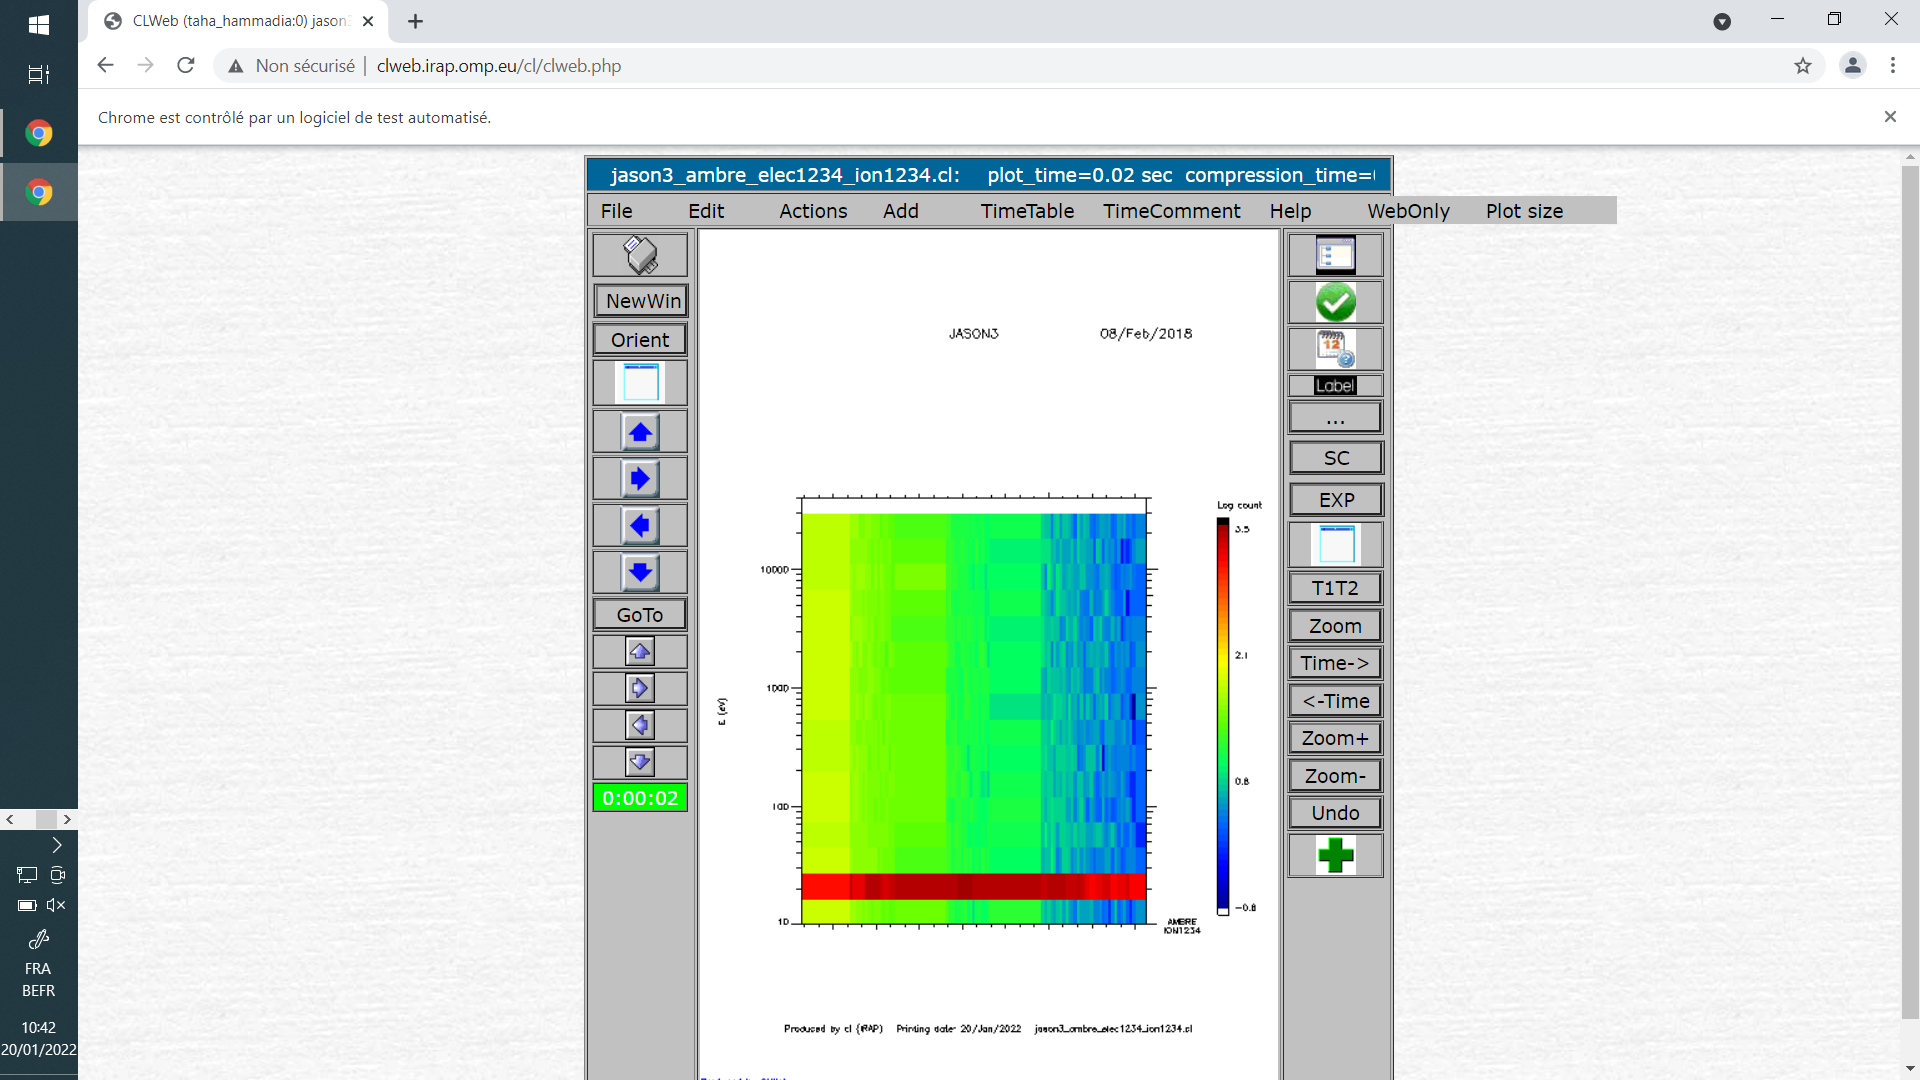 CLWeb (taha_hammadia:0) jason3
Non sécurisé | clweb.irap.omp.eu/cl/clweb.php
Chrome est contrôlé par un logiciel de test automatisé.
jason3_ambre_elec1234_ion1234.cl: plot_time=0.02 sec compression_time=
File Edit Actions Add TimeTable TimeComment Help WebOnly Plot size
NewWin
Orient
GoTo
0:00:02
JASON3 08/Feb/2018
Log count
3.5
2.1
0.8
-0.8
10000
1000
100
10
E (eV)
AMBRE
ION1234
Produced by cl (IRAP) Printing date: 20/Jan/2022 jason3_ambre_elec1234_ion1234.cl
12
Label
...
SC
EXP
T1T2
Zoom
Time->
<-Time
Zoom+
Zoom-
Undo
FRA
BEFR
10:42
20/01/2022